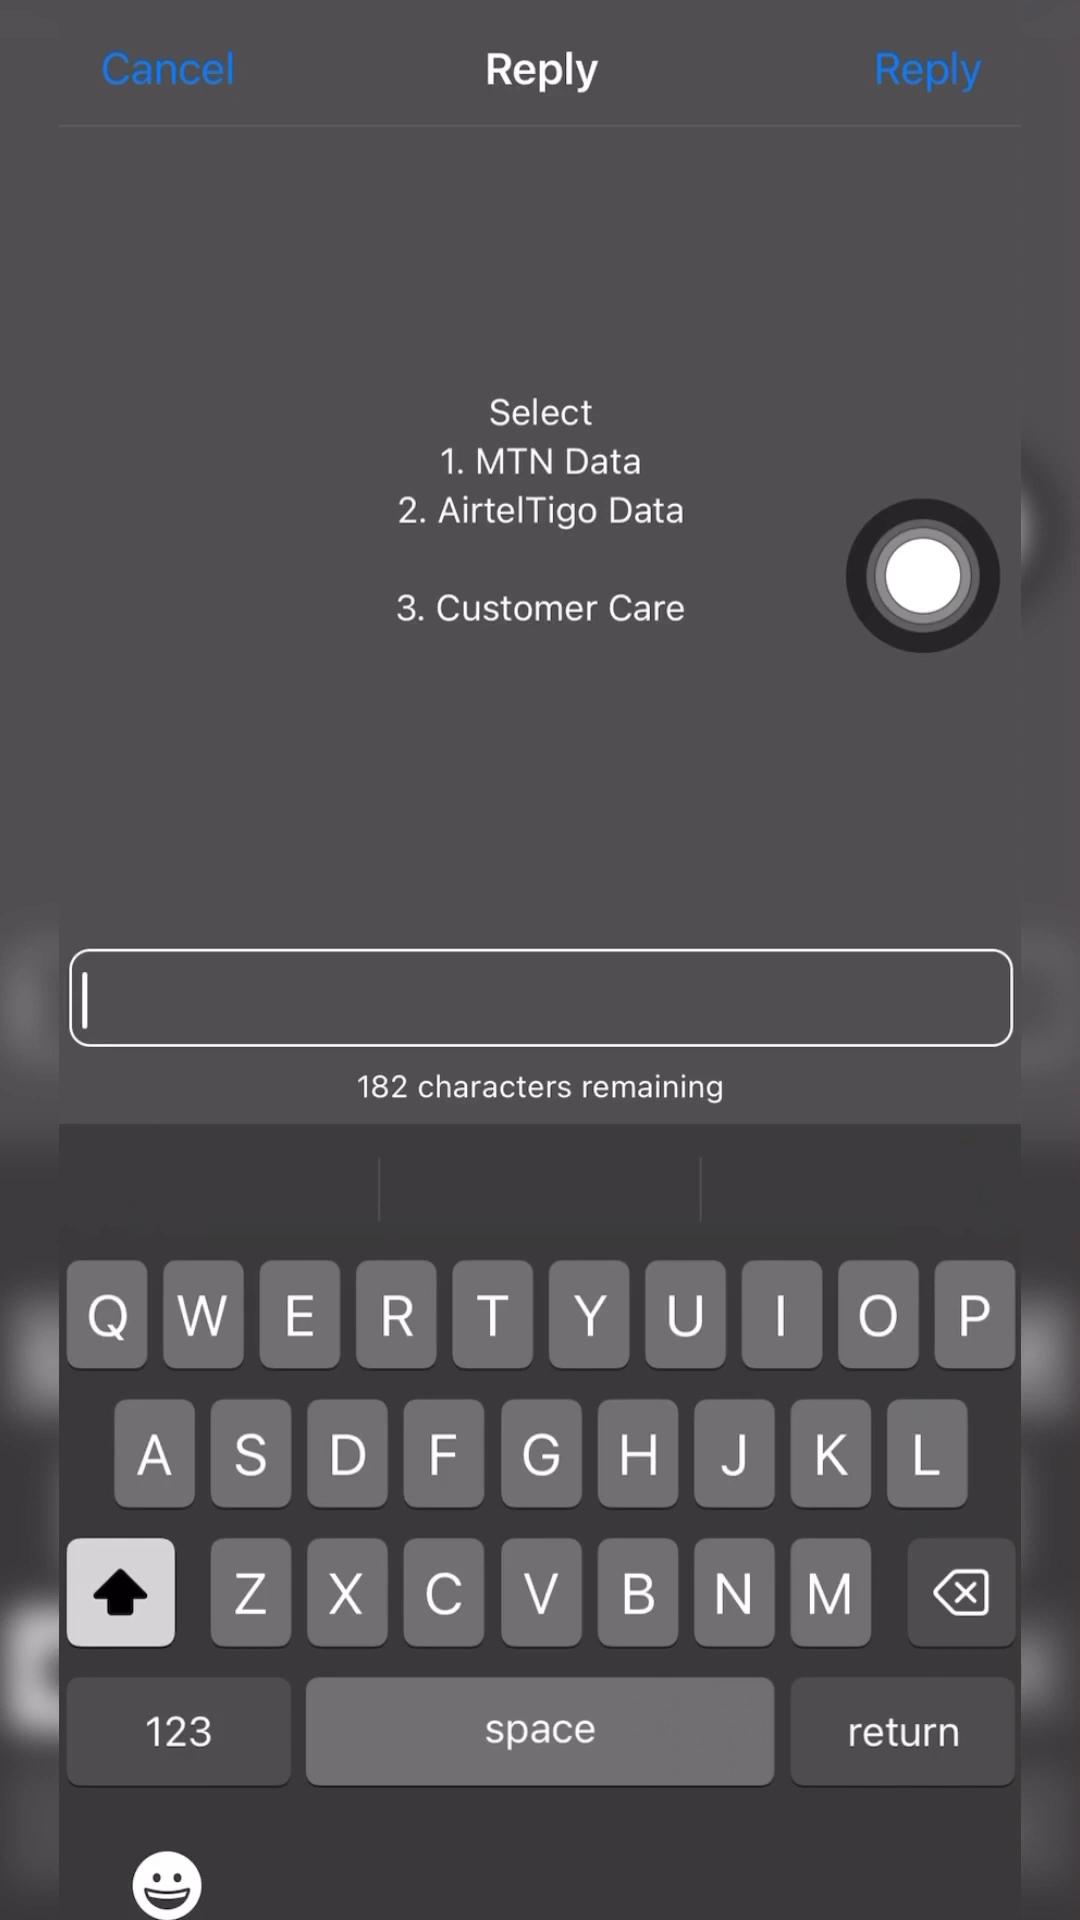 Cancel Reply Reply
Select
1. MTN Data
2. AirtelTigo Data
3. Customer Care
182 characters remaining
Q W E R T Y U I O P
A S D F G H J K L
Z X C V B N M
123 space return